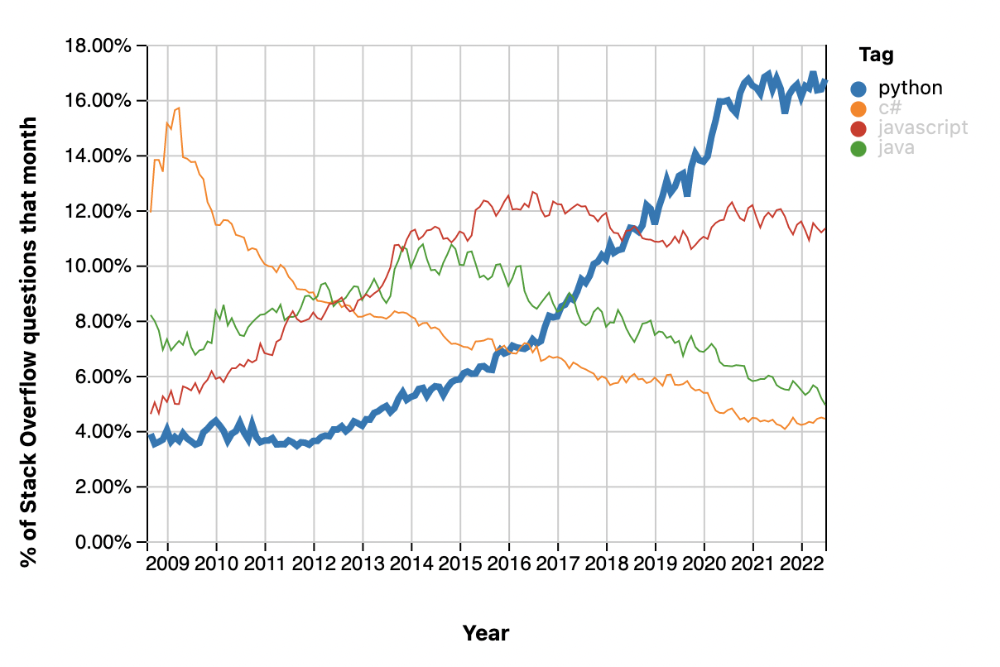 18.00%
16.00%
14.00%
12.00%
10.00%
8.00%
6.00%
4.00%
2.00%
0.00%
% of Stack Overflow questions that month
2009 2010 2011 2012 2013 2014 2015 2016 2017 2018 2019 2020 2021 2022
Year
Tag
python
c#
javascript
java